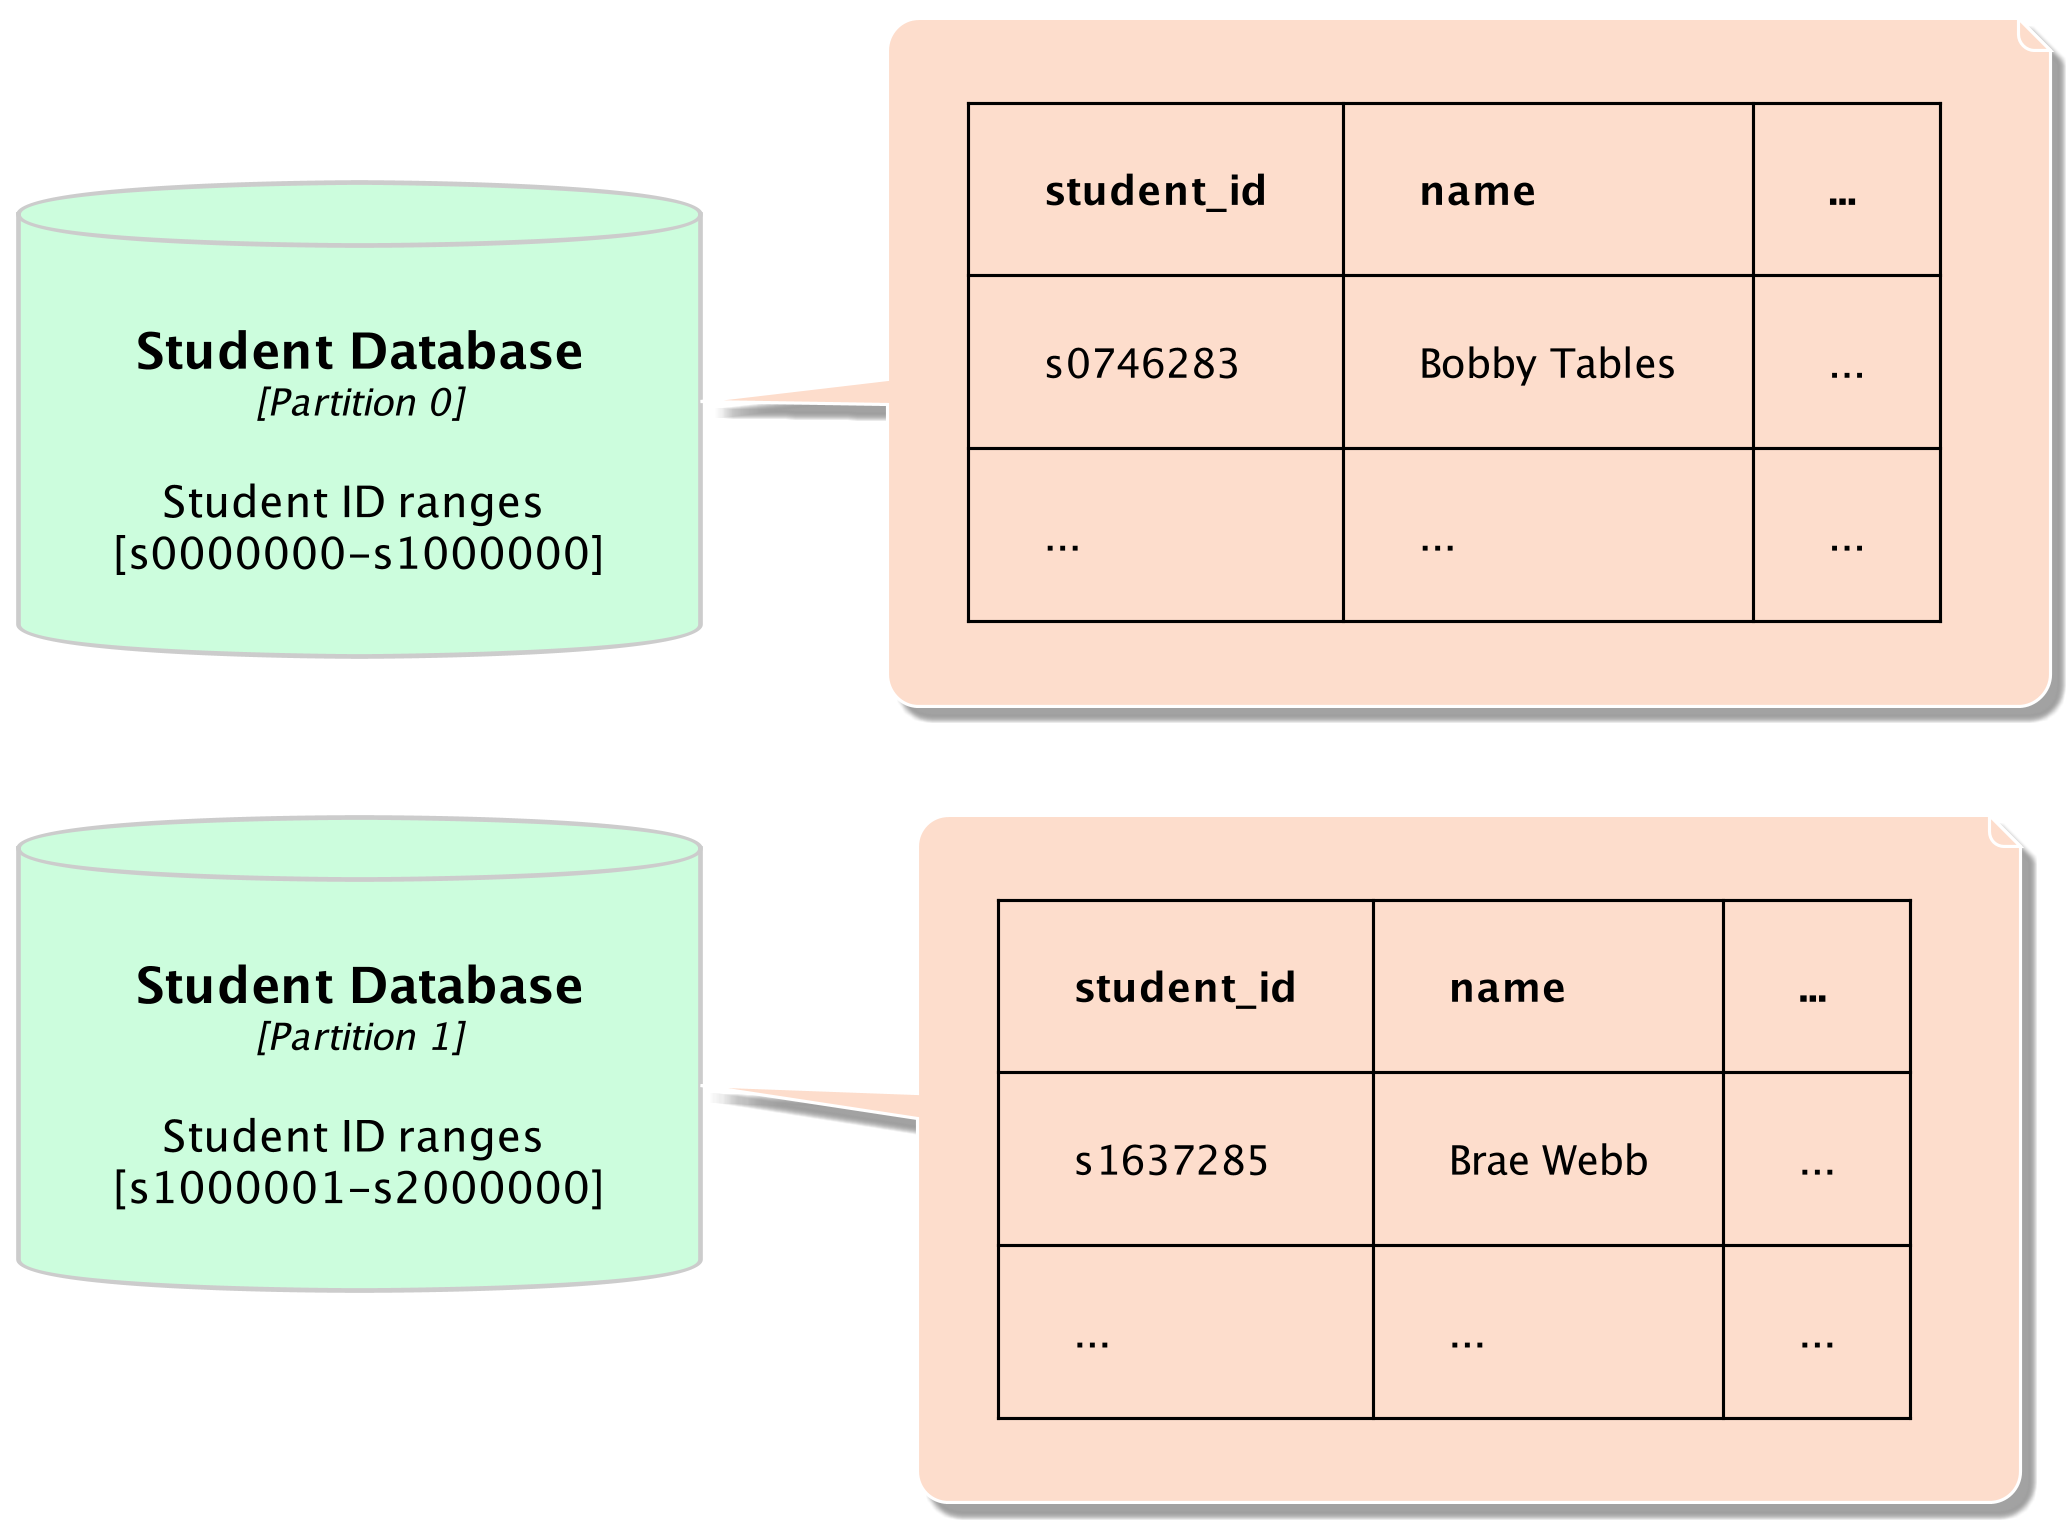 Student Database
[Partition 0]
Student ID ranges
[s0000000-s1000000]
student_id name ...
s0746283 Bobby Tables ...
... ... ...
Student Database
[Partition 1]
Student ID ranges
[s1000001-s2000000]
student_id name ...
s1637285 Brae Webb ...
... ... ...